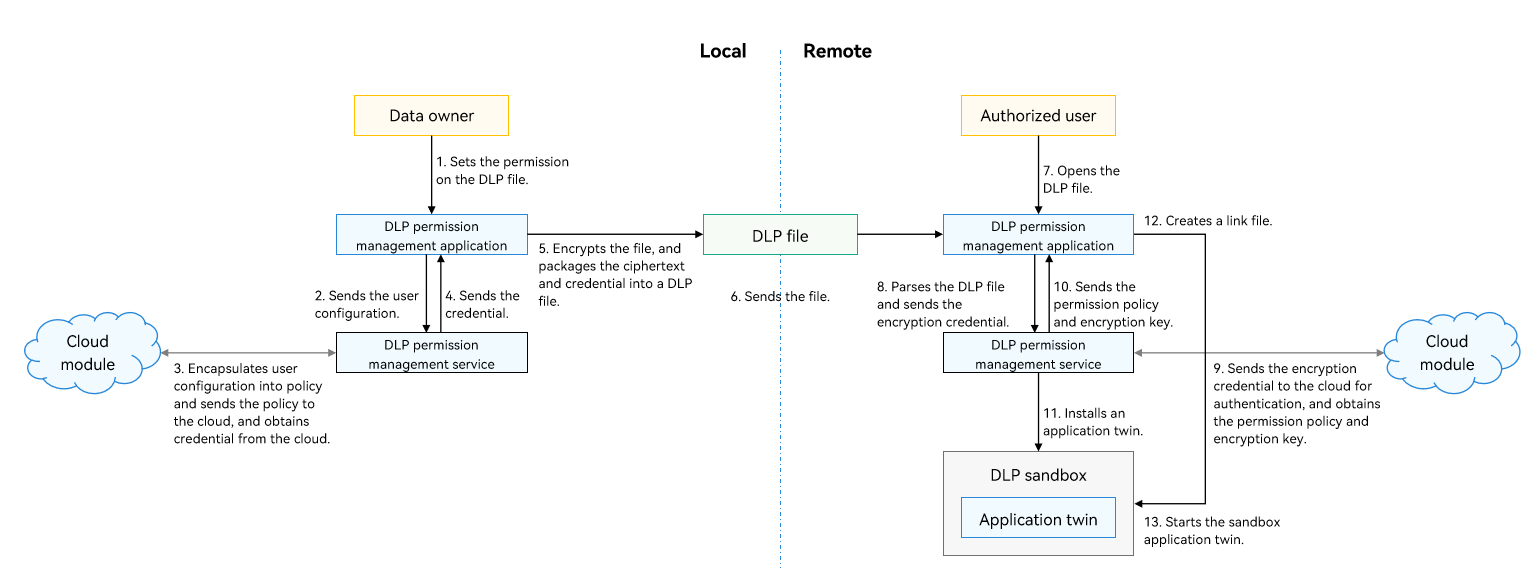 Local
Remote
Data owner
1. Sets the permission
on the DLP file.
DLP permission
management application
2. Sends the user
configuration.
4. Sends the
credential.
DLP permission
management service
Cloud
module
3. Encapsulates user
configuration into policy
and sends the policy to
the cloud, and obtains
credential from the cloud.
5. Encrypts the file, and
packages the ciphertext
and credential into a DLP
file.
DLP file
6. Sends the file.
Authorized user
7. Opens the
DLP file.
DLP permission
management application
8. Parses the DLP file
and sends the
encryption credential.
10. Sends the
permission policy
and encryption key.
DLP permission
management service
Cloud
module
9. Sends the encryption
credential to the cloud for
authentication, and obtains
the permission policy and
encryption key.
11. Installs an
application twin.
12. Creates a link file.
DLP sandbox
Application twin
13. Starts the sandbox
application twin.